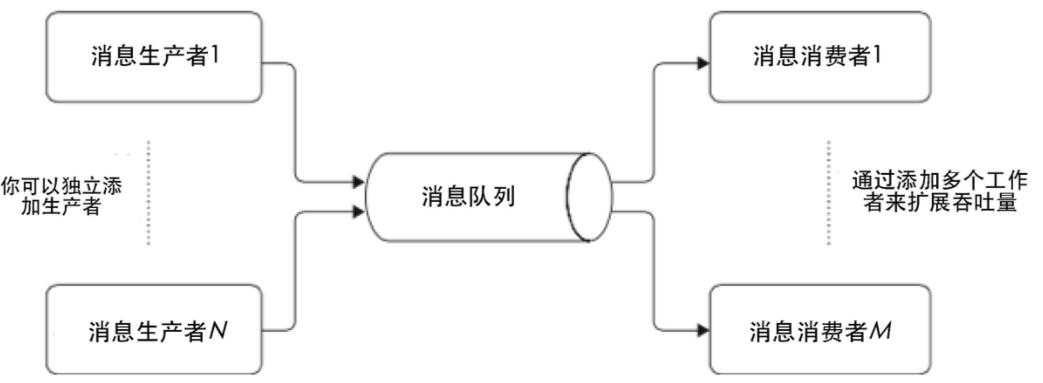 消息生产者1
消息消费者1
你可以独立添
加生产者
消息队列
通过添加多个工作
者来扩展吞吐量
消息生产者N
消息消费者M